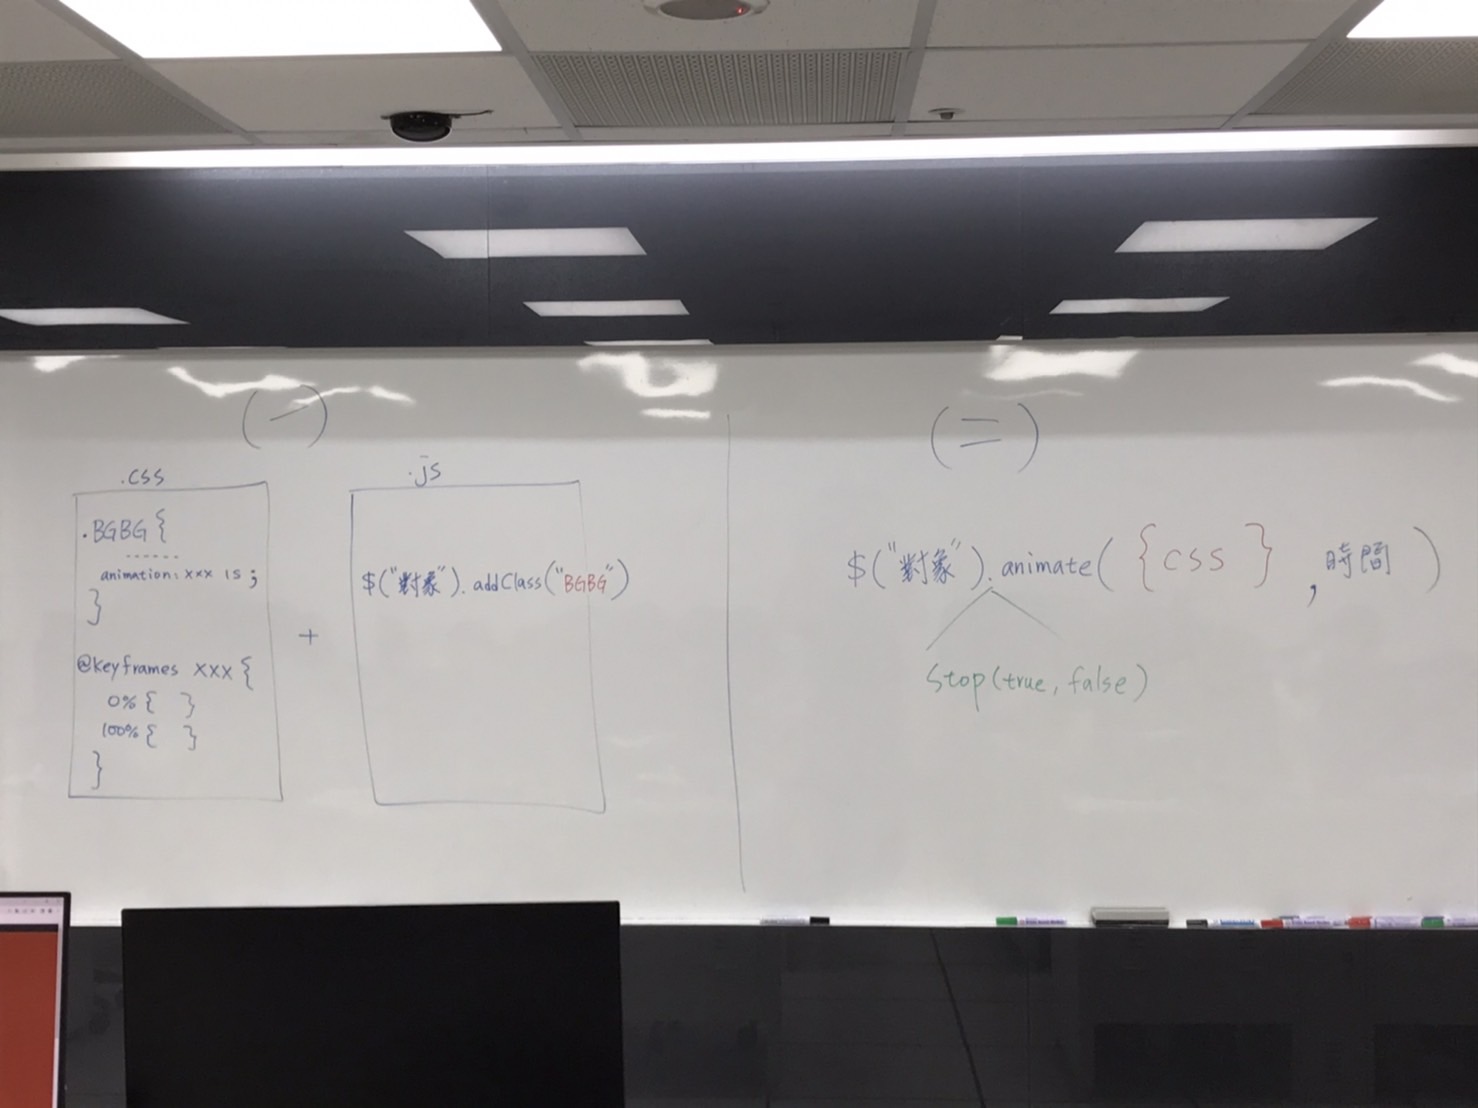 (一)
.css
.BGBG {
------
animation: xxx 1s ;
}
@keyframes xxx {
0% { }
100% { }
}
+
.js
$("對象").addClass("BGBG")
(二)
$("對象").animate( { css } , 時間 )
Stop(true, false)